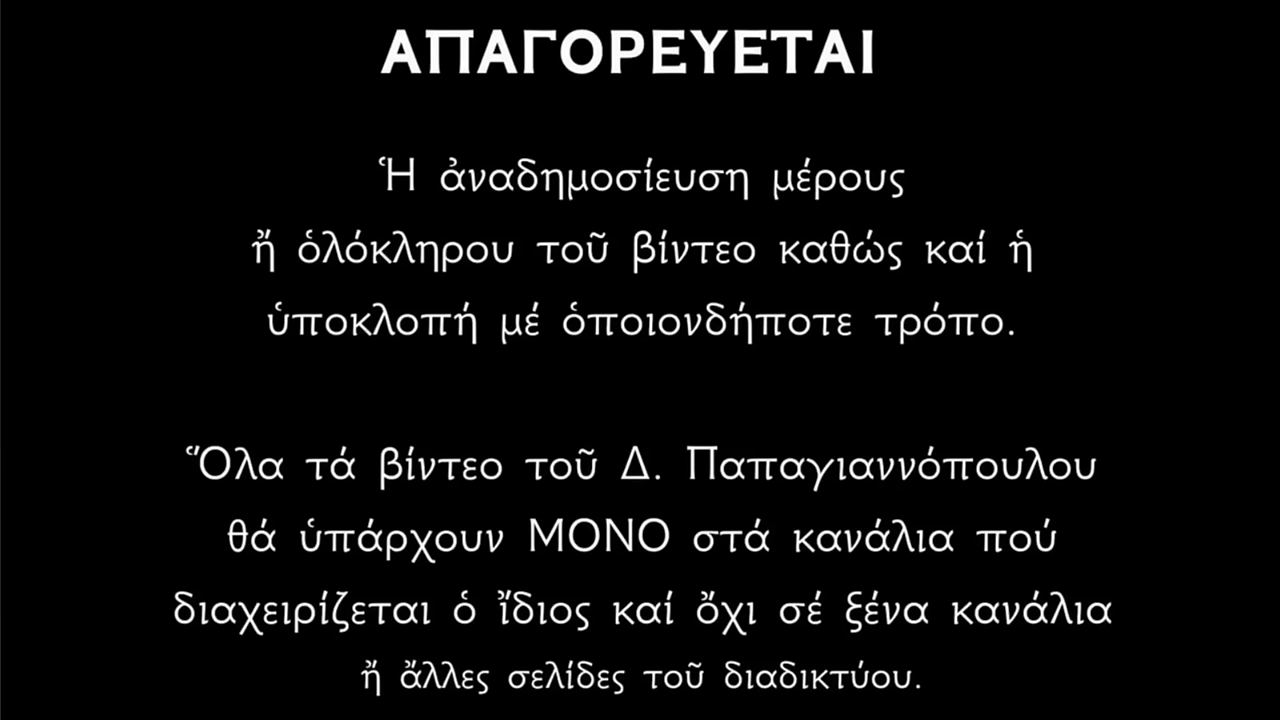 ΑΠΑΓΟΡΕΥΕΤΑΙ
Ἡ ἀναδημοσίευση μέρους
ἤ ὁλόκληρου τοῦ βίντεο καθώς καί ἡ
ὑποκλοπή μέ ὁποιονδήποτε τρόπο.
Ὅλα τά βίντεο τοῦ Δ. Παπαγιαννόπουλου
θά ὑπάρχουν ΜΟΝΟ στά κανάλια πού
διαχειρίζεται ὁ ἴδιος καί ὄχι σέ ξένα κανάλια
ἤ ἄλλες σελίδες τοῦ διαδικτύου.